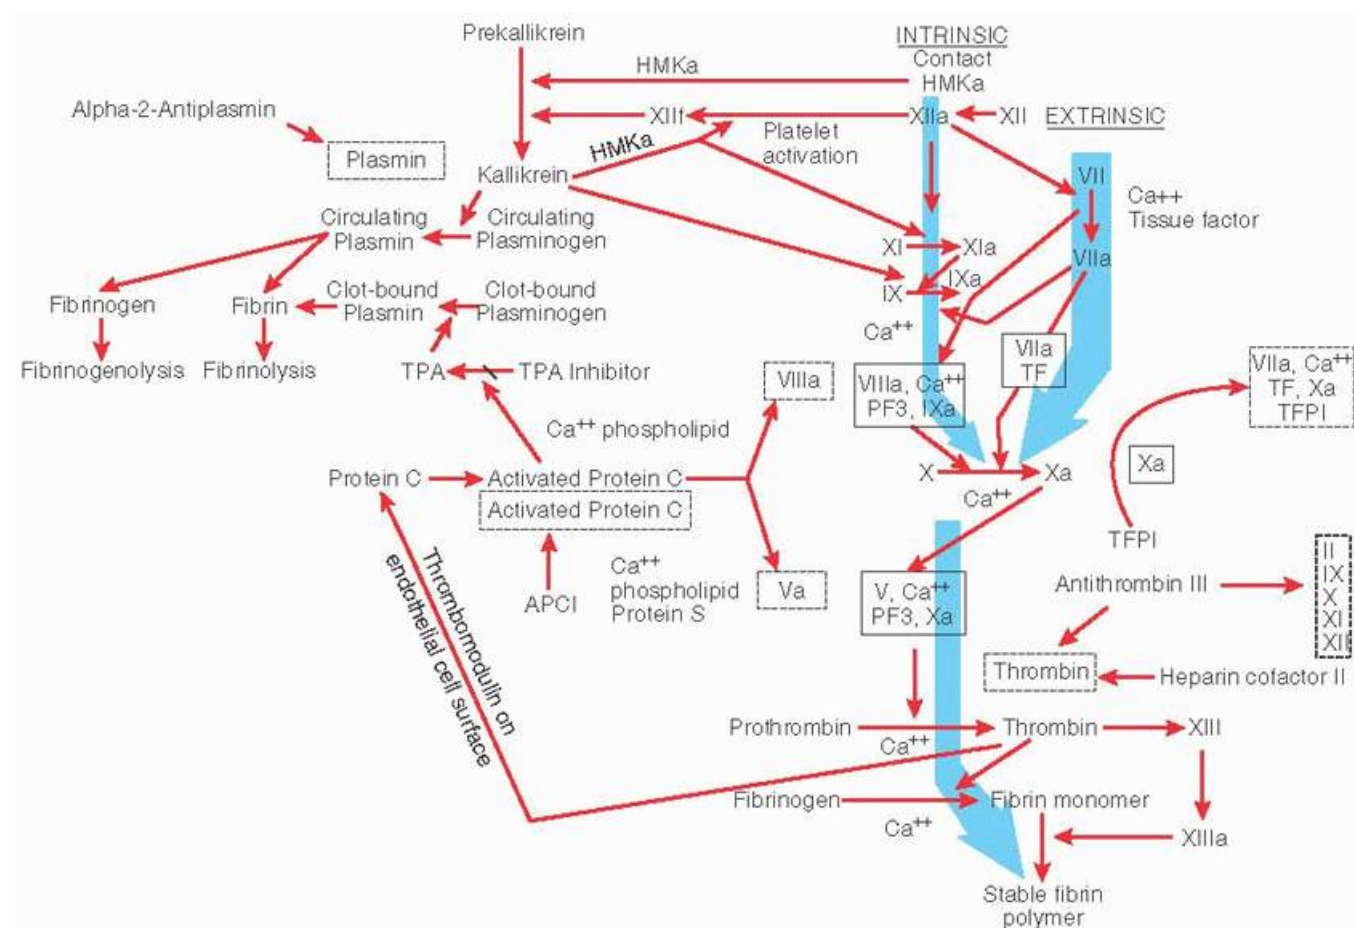 Prekallikrein
INTRINSIC
Contact
HMKa
HMKa
Alpha-2-Antiplasmin
XIIf
XIIa
XII
EXTRINSIC
Plasmin
HMKa
Platelet
activation
Kallikrein
VII
Ca++
Tissue factor
Circulating
Plasmin
Circulating
Plasminogen
XI
XIa
VIIa
Fibrinogen
Fibrin
Clot-bound
Plasmin
Clot-bound
Plasminogen
IX
IXa
Ca++
Fibrinogenolysis
Fibrinolysis
TPA
TPA Inhibitor
VIIIa
VIIIa, Ca++
PF3, IXa
VIIa
TF
VIIa, Ca++
TF, Xa
TFPI
Ca++ phospholipid
Protein C
Activated Protein C
Activated Protein C
X
Xa
Ca++
Xa
TFPI
Thrombomodulin on
endothelial cell surface
APCI
Ca++
phospholipid
Protein S
Va
V, Ca++
PF3, Xa
Antithrombin III
II
IX
X
XI
XII
Thrombin
Heparin cofactor II
Prothrombin
Ca++
Thrombin
XIII
Fibrinogen
Ca++
Fibrin monomer
XIIIa
Stable fibrin
polymer